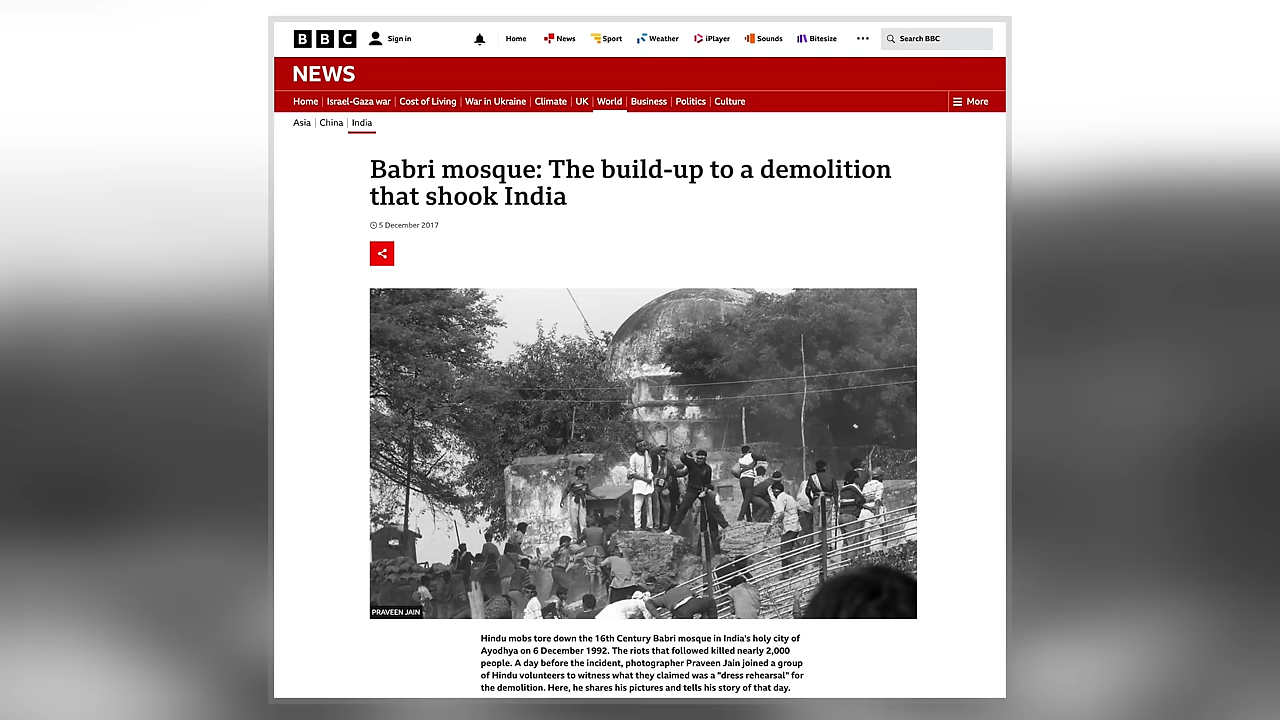 BBC Sign in Home News Sport Weather iPlayer Sounds Bitesize Search BBC
NEWS
Home Israel-Gaza war Cost of Living War in Ukraine Climate UK World Business Politics Culture More
Asia China India
Babri mosque: The build-up to a demolition
that shook India
5 December 2017
PRAVEEN JAIN
Hindu mobs tore down the 16th Century Babri mosque in India's holy city of
Ayodhya on 6 December 1992. The riots that followed killed nearly 2,000
people. A day before the incident, photographer Praveen Jain joined a group
of Hindu volunteers to witness what they claimed was a "dress rehearsal" for
the demolition. Here, he shares his pictures and tells his story of that day.